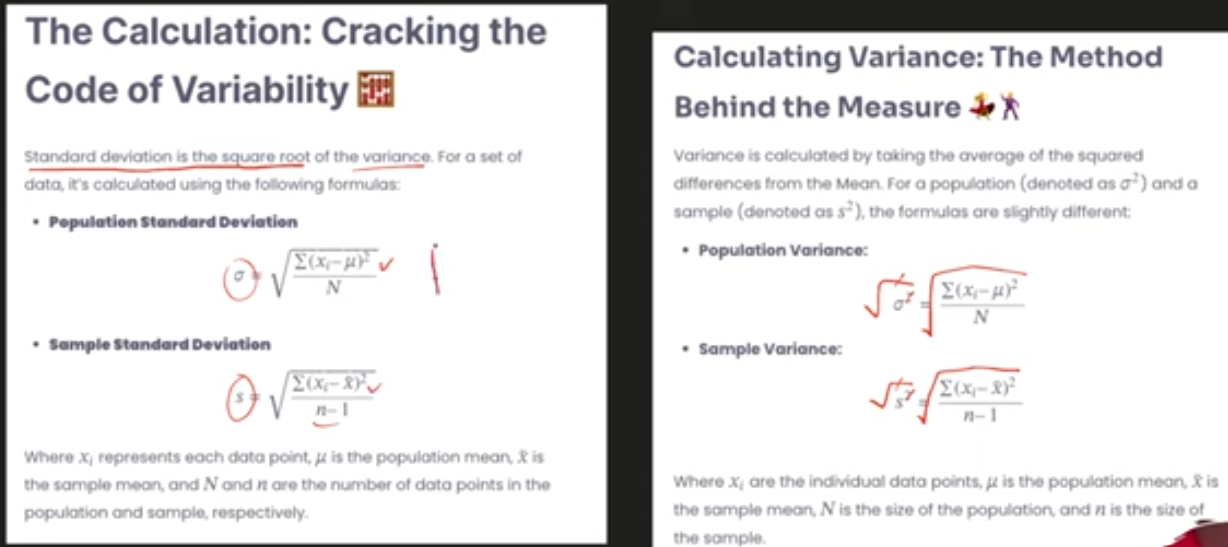 The Calculation: Cracking the
Code of Variability
Standard deviation is the square root of the variance. For a set of
data, it's calculated using the following formulas:
• Population Standard Deviation
σ = √(Σ(xᵢ− μ)² / N)
• Sample Standard Deviation
s = √(Σ(xᵢ− x̄)² / n− 1)
Where xᵢ represents each data point, μ is the population mean, x̄ is
the sample mean, and N and n are the number of data points in the
population and sample, respectively.
Calculating Variance: The Method
Behind the Measure
Variance is calculated by taking the average of the squared
differences from the Mean. For a population (denoted as σ²) and a
sample (denoted as s²), the formulas are slightly different:
• Population Variance:
√σ² = √(Σ(xᵢ− μ)² / N)
• Sample Variance:
√s² = √(Σ(xᵢ− x̄)² / n− 1)
Where xᵢ are the individual data points, μ is the population mean, x̄ is
the sample mean, N is the size of the population, and n is the size of
the sample.